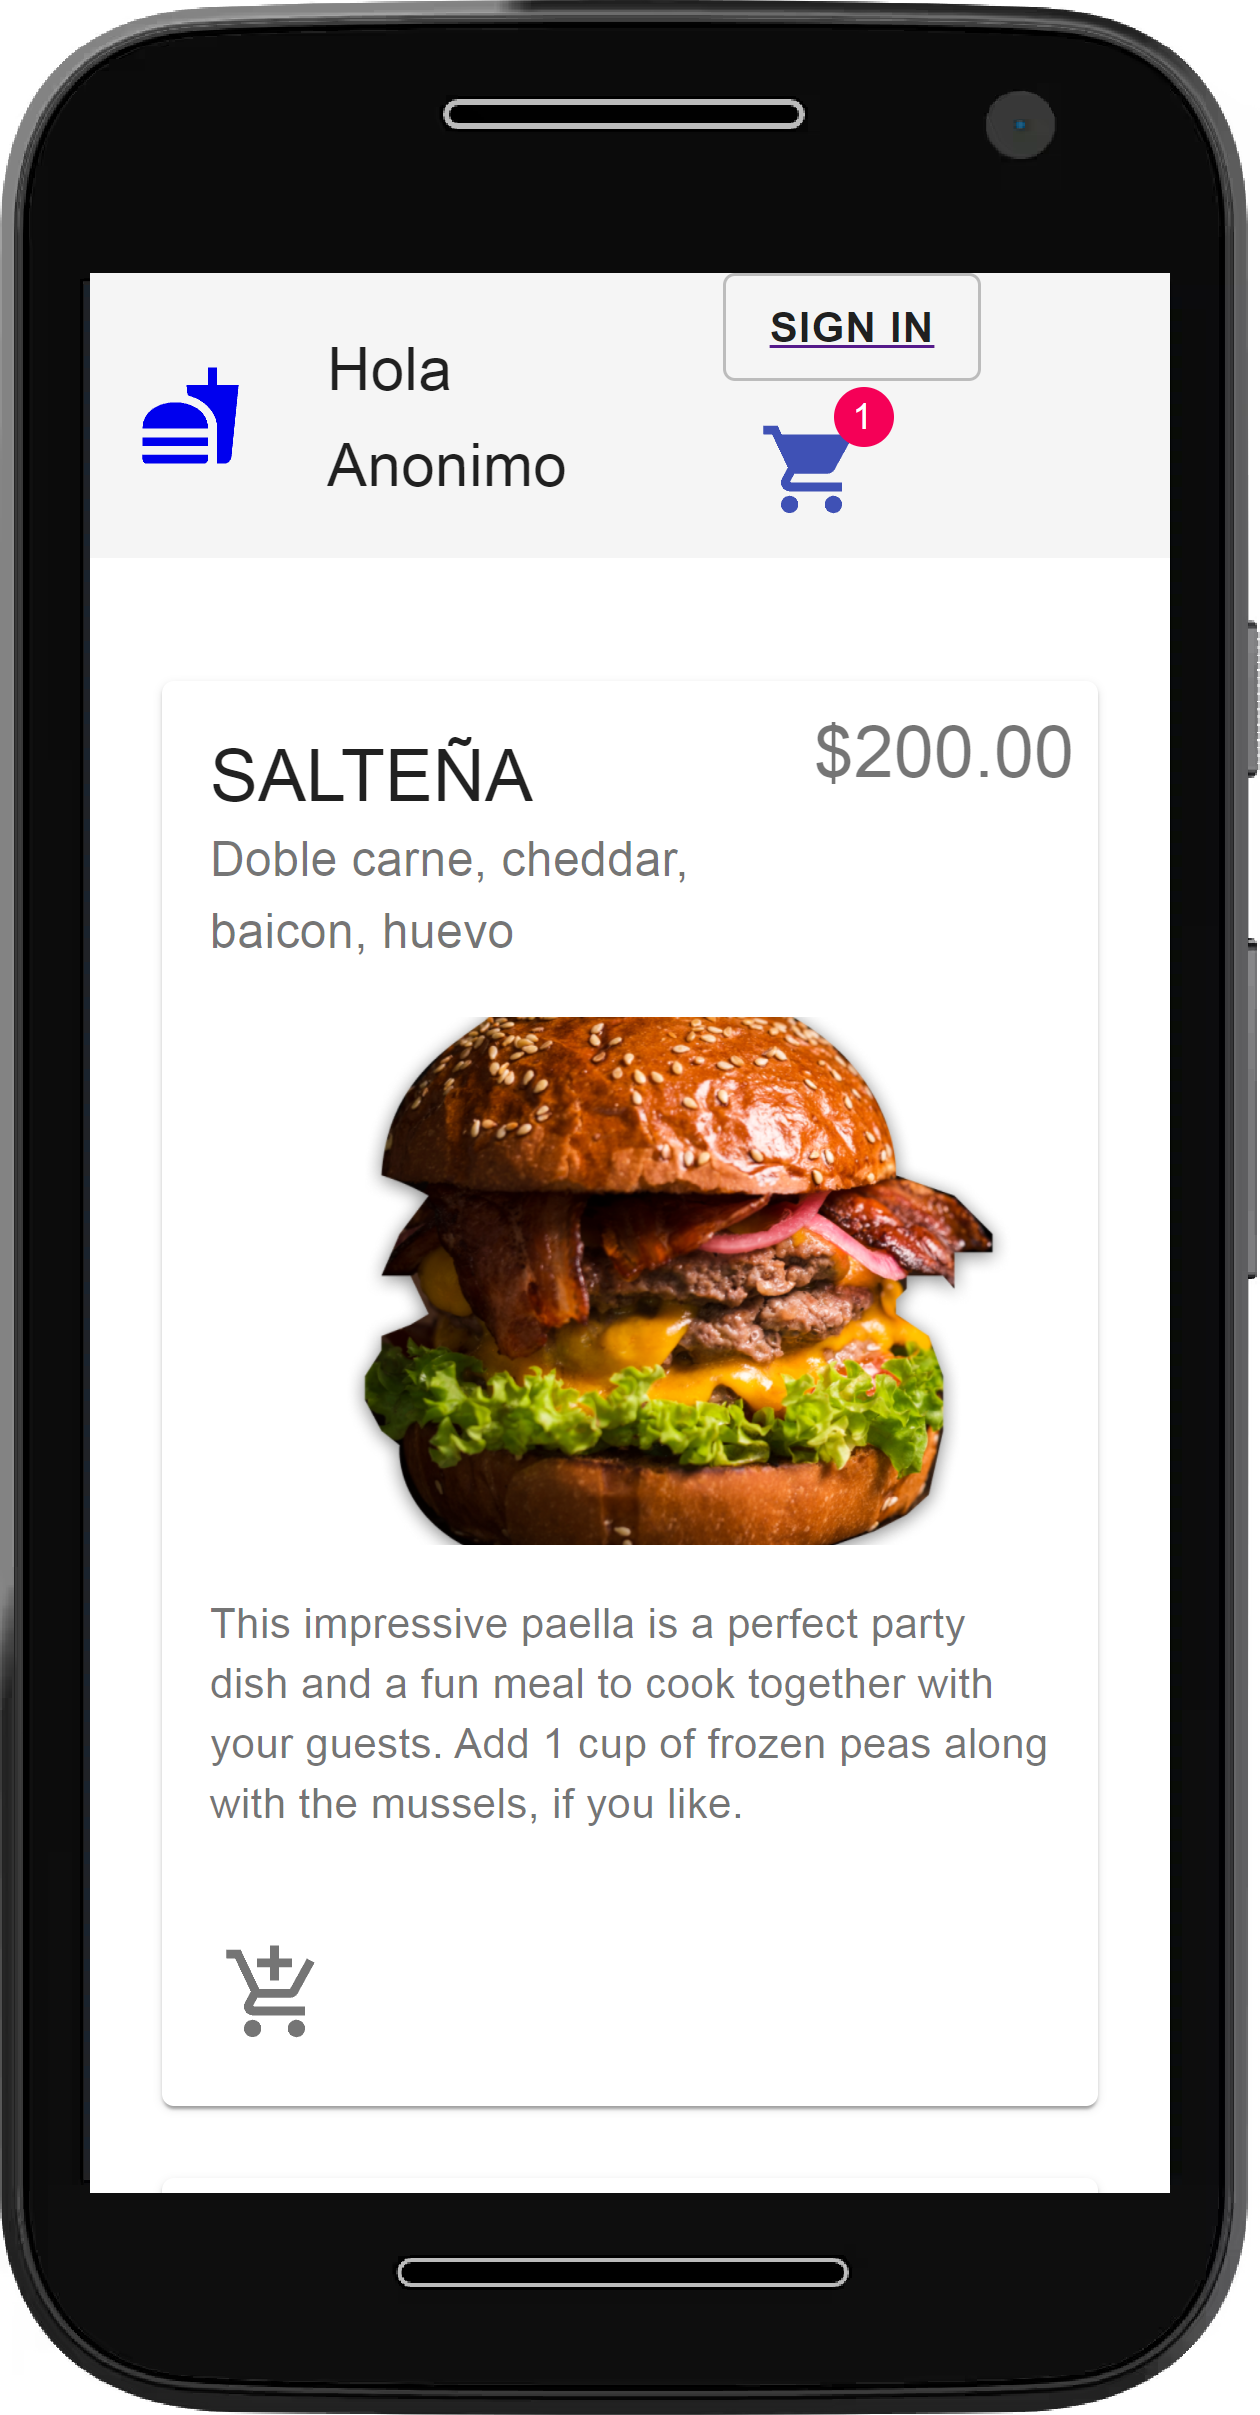 SIGN IN
Hola
Anonimo
1
SALTEÑA
$200.00
Doble carne, cheddar,
baicon, huevo
This impressive paella is a perfect party
dish and a fun meal to cook together with
your guests. Add 1 cup of frozen peas along
with the mussels, if you like.